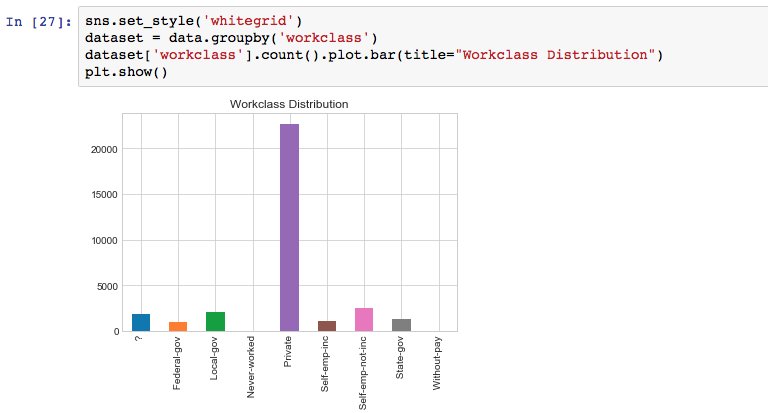 In [27]: sns.set_style('whitegrid')
dataset = data.groupby('workclass')
dataset['workclass'].count().plot.bar(title="Workclass Distribution")
plt.show()
Workclass Distribution
20000
15000
10000
5000
0
?
Federal-gov
Local-gov
Never-worked
Private
Self-emp-inc
Self-emp-not-inc
State-gov
Without-pay